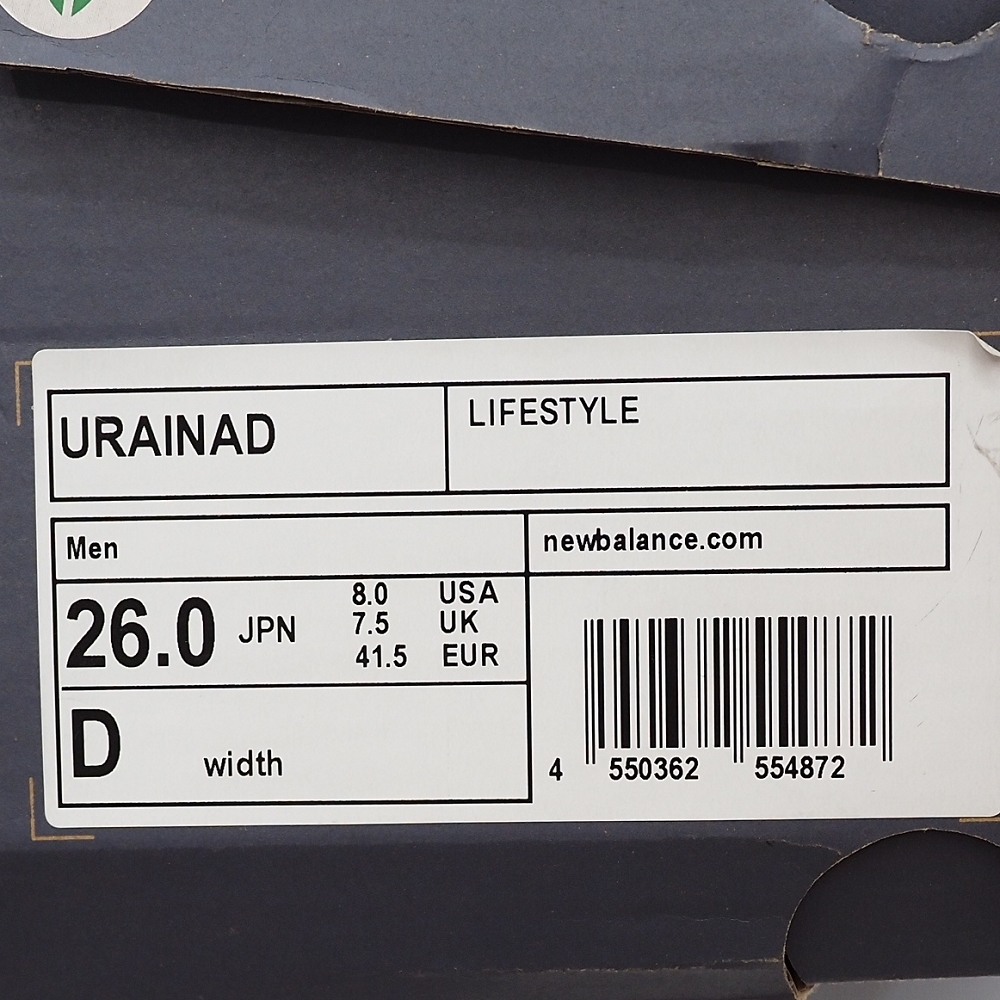 URAINAD
LIFESTYLE
Men
newbalance.com
26.0 JPN
8.0 USA
7.5 UK
41.5 EUR
D width
4 550362 554872